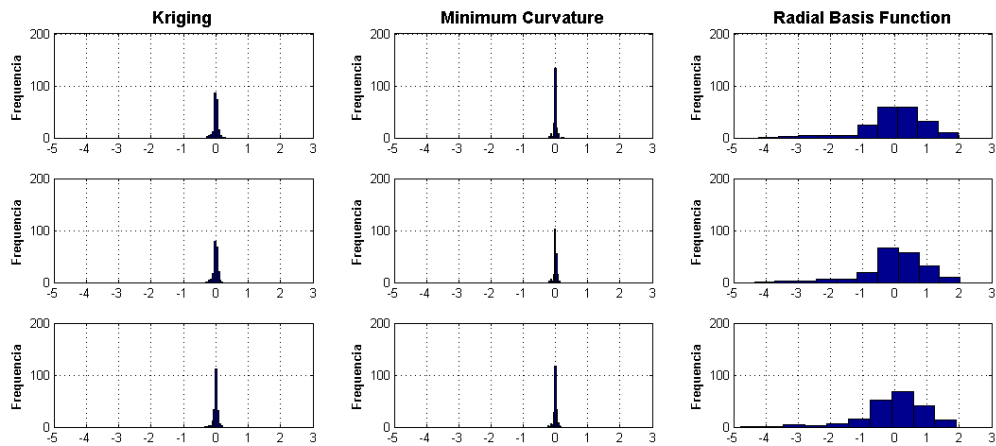 Kriging Minimum Curvature Radial Basis Function
200 200 200
Frequencia Frequencia Frequencia
100 100 100
0 0 0
-5 -4 -3 -2 -1 0 1 2 3 -5 -4 -3 -2 -1 0 1 2 3 -5 -4 -3 -2 -1 0 1 2 3
200 200 200
Frequencia Frequencia Frequencia
100 100 100
0 0 0
-5 -4 -3 -2 -1 0 1 2 3 -5 -4 -3 -2 -1 0 1 2 3 -5 -4 -3 -2 -1 0 1 2 3
200 200 200
Frequencia Frequencia Frequencia
100 100 100
0 0 0
-5 -4 -3 -2 -1 0 1 2 3 -5 -4 -3 -2 -1 0 1 2 3 -5 -4 -3 -2 -1 0 1 2 3